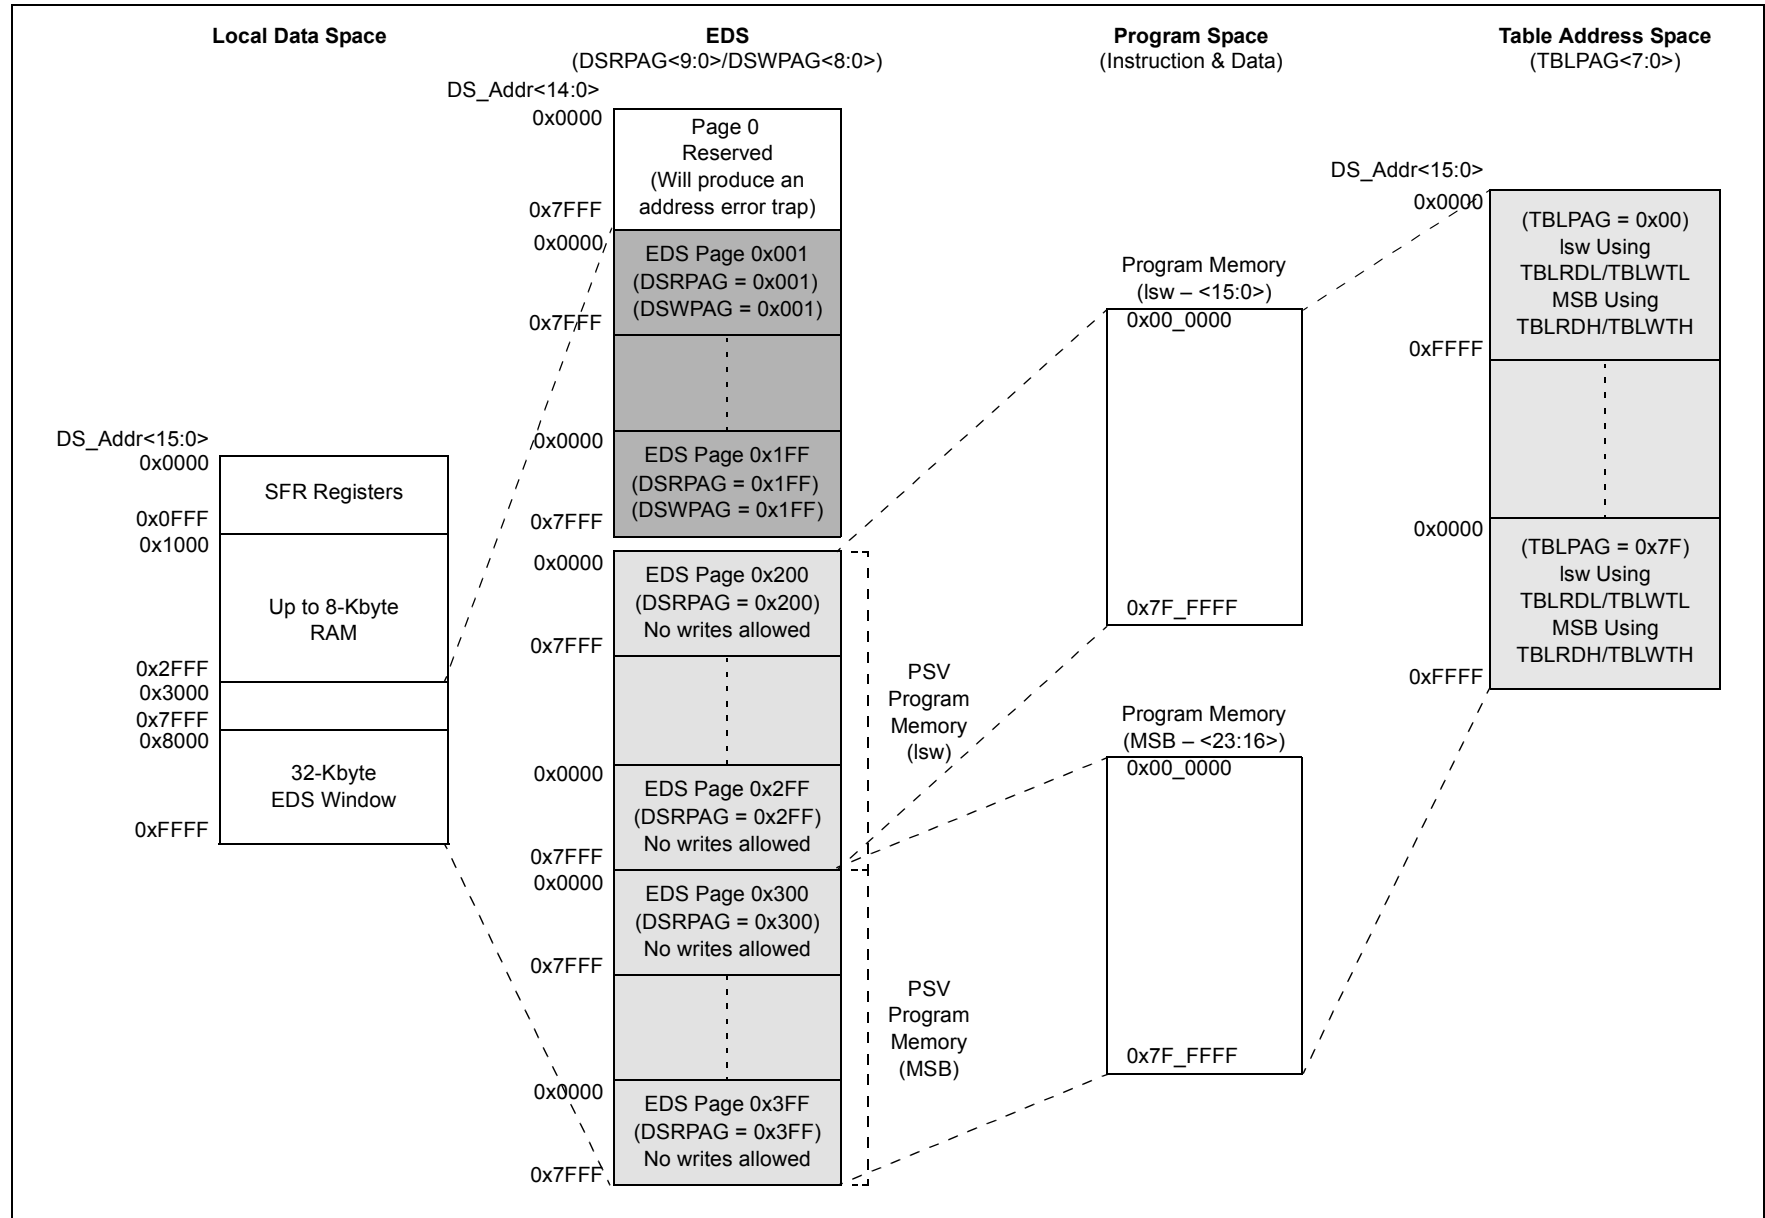 Local Data Space
EDS
(DSRPAG<9:0>/DSWPAG<8:0>)
Program Space
(Instruction & Data)
Table Address Space
(TBLPAG<7:0>)
DS_Addr<15:0>
0x0000
SFR Registers
0x0FFF
0x1000
Up to 8-Kbyte
RAM
0x2FFF
0x3000
0x7FFF
0x8000
32-Kbyte
EDS Window
0xFFFF
DS_Addr<14:0>
0x0000
Page 0
Reserved
(Will produce an
address error trap)
0x7FFF
0x0000
EDS Page 0x001
(DSRPAG = 0x001)
(DSWPAG = 0x001)
0x7FFF
0x0000
EDS Page 0x1FF
(DSRPAG = 0x1FF)
(DSWPAG = 0x1FF)
0x7FFF
0x0000
EDS Page 0x200
(DSRPAG = 0x200)
No writes allowed
0x7FFF
0x0000
EDS Page 0x2FF
(DSRPAG = 0x2FF)
No writes allowed
0x7FFF
0x0000
EDS Page 0x300
(DSRPAG = 0x300)
No writes allowed
0x7FFF
0x0000
EDS Page 0x3FF
(DSRPAG = 0x3FF)
No writes allowed
0x7FFF
PSV
Program
Memory
(lsw)
PSV
Program
Memory
(MSB)
Program Memory
(lsw – <15:0>)
0x00_0000
0x7F_FFFF
Program Memory
(MSB – <23:16>)
0x00_0000
0x7F_FFFF
DS_Addr<15:0>
0x0000
(TBLPAG = 0x00)
lsw Using
TBLRDL/TBLWTL
MSB Using
TBLRDH/TBLWTH
0xFFFF
0x0000
(TBLPAG = 0x7F)
lsw Using
TBLRDL/TBLWTL
MSB Using
TBLRDH/TBLWTH
0xFFFF